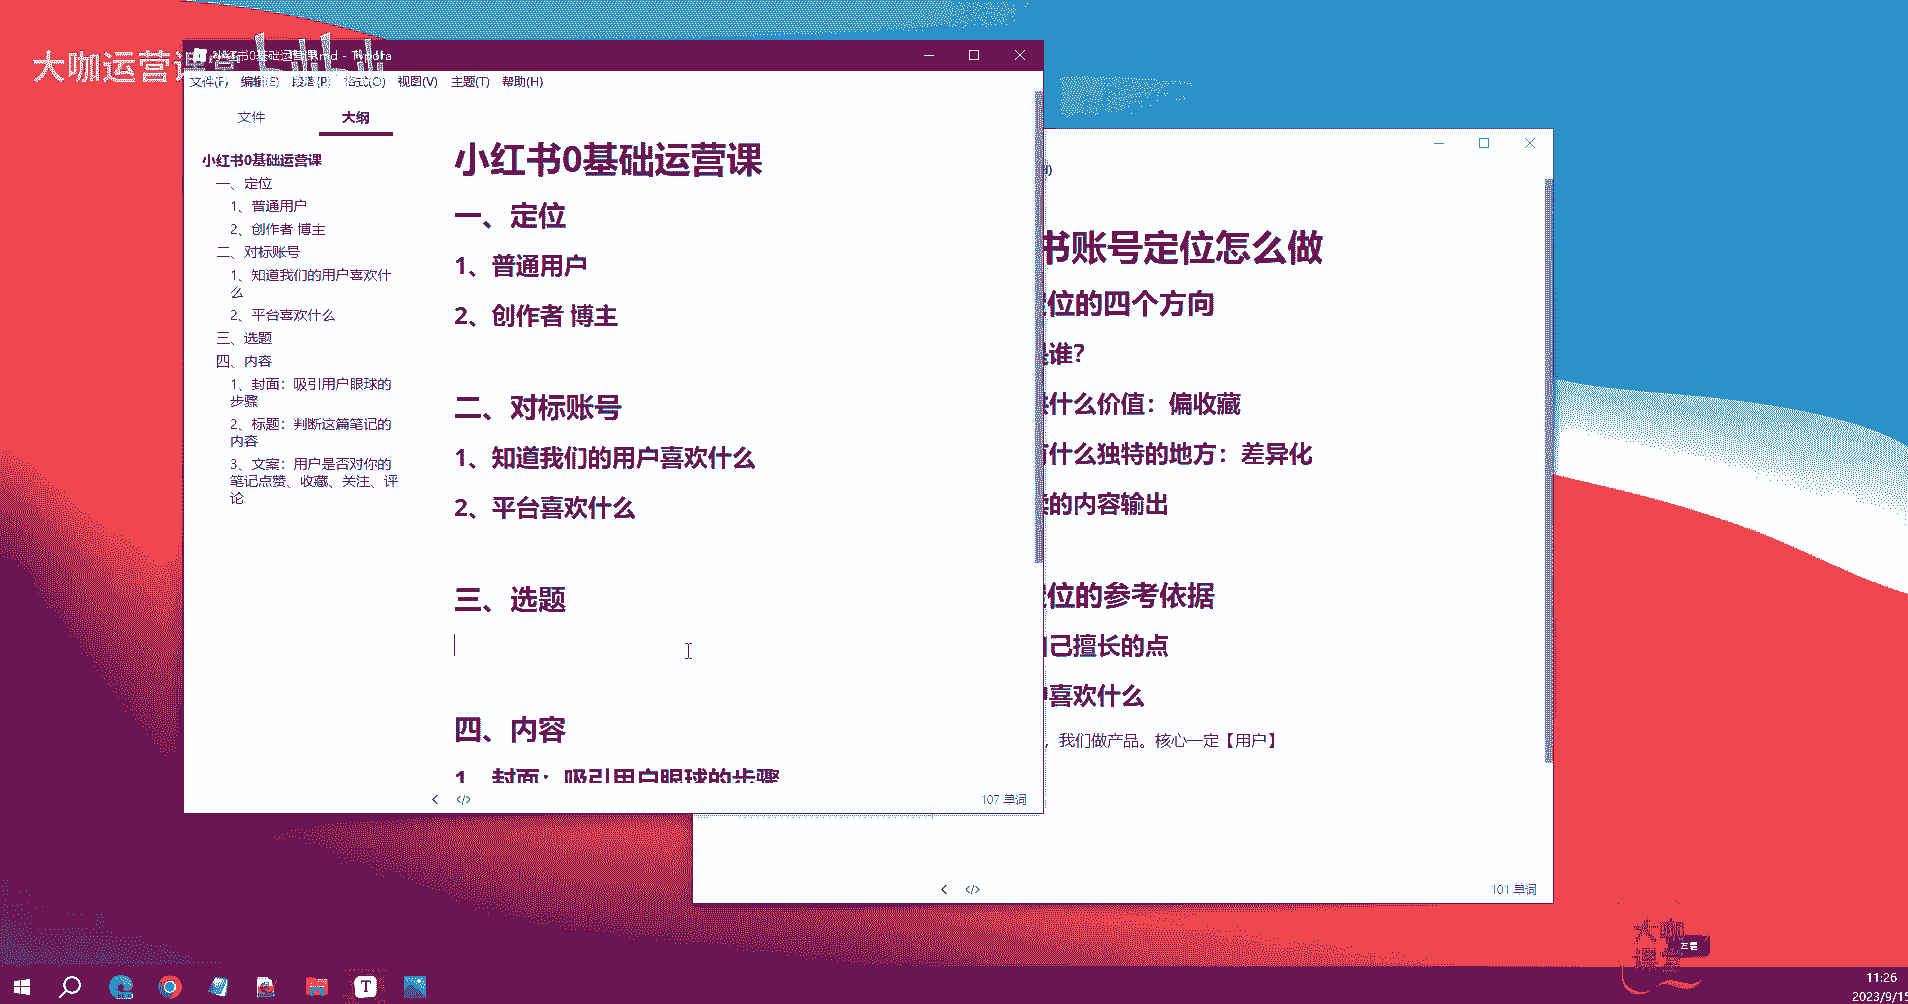 大咖运营课堂
小红书0基础运营课.md - Typora
文件(F) 编辑(E) 段落(P) 格式(O) 视图(V) 主题(T) 帮助(H)
文件 大纲
小红书0基础运营课
一、定位
1、普通用户
2、创作者 博主
二、对标账号
1、知道我们的用户喜欢什
么
2、平台喜欢什么
三、选题
四、内容
1、封面：吸引用户眼球的
步骤
2、标题：判断这篇笔记的
内容
3、文案：用户是否对你的
笔记点赞、收藏、关注、评
论
小红书0基础运营课
一、定位
1、普通用户
2、创作者 博主
二、对标账号
1、知道我们的用户喜欢什么
2、平台喜欢什么
三、选题
四、内容
1、封面：吸引用户眼球的步骤
</> 107 单词
书账号定位怎么做
位的四个方向
是谁？
什么价值：偏收藏
什么独特的地方：差异化
的内容输出
位的参考依据
己擅长的点
喜欢什么
，我们做产品。核心一定【用户】
</> 101 单词
大咖
课堂
11:26
2023/9/15